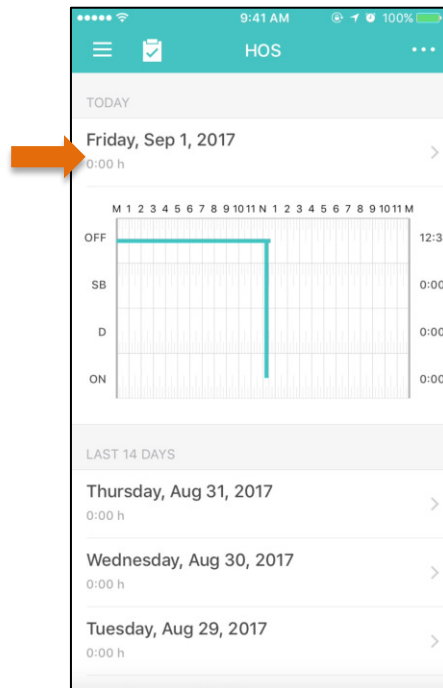 9:41 AM 100%
HOS
TODAY
Friday, Sep 1, 2017
0:00 h
M 1 2 3 4 5 6 7 8 9 10 11 N 1 2 3 4 5 6 7 8 9 10 11 M
OFF 12:3
SB 0:00
D 0:00
ON 0:00
LAST 14 DAYS
Thursday, Aug 31, 2017
0:00 h
Wednesday, Aug 30, 2017
0:00 h
Tuesday, Aug 29, 2017
0:00 h